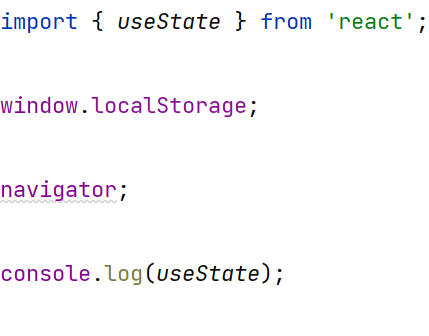 import { useState } from 'react';
window.localStorage;
navigator;
console.log(useState);